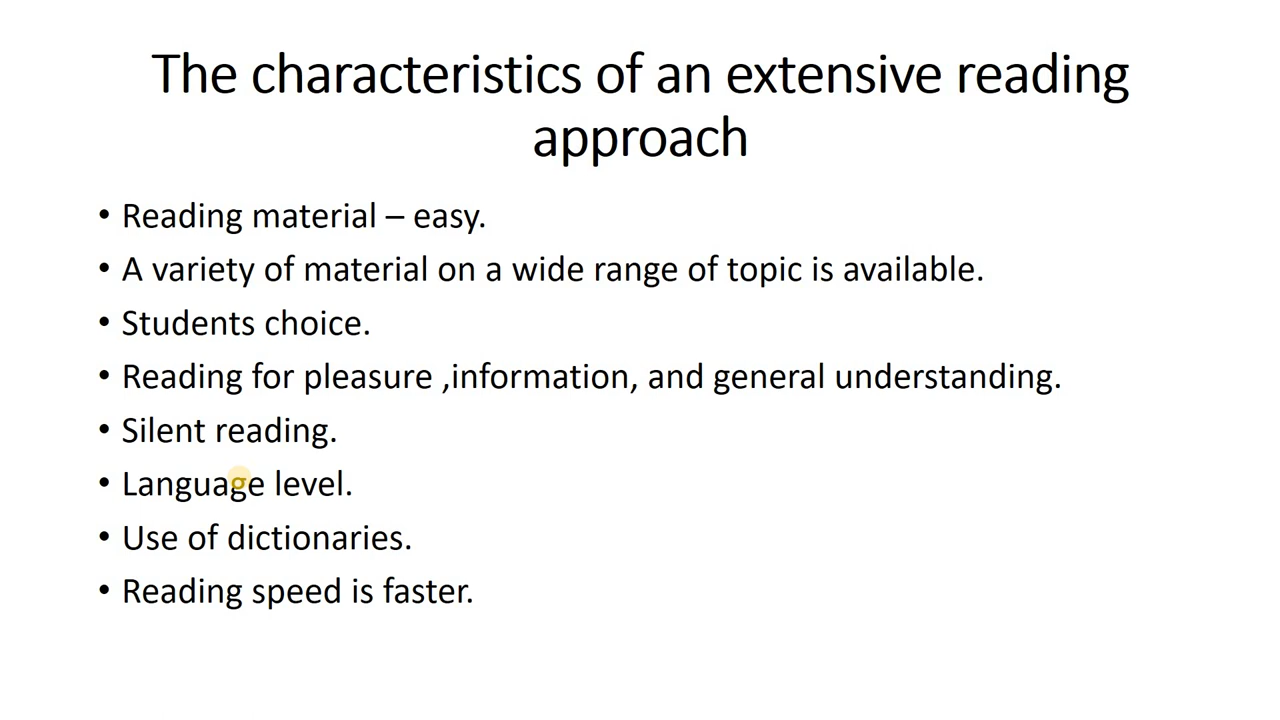 The characteristics of an extensive reading
approach
• Reading material – easy.
• A variety of material on a wide range of topic is available.
• Students choice.
• Reading for pleasure ,information, and general understanding.
• Silent reading.
• Language level.
• Use of dictionaries.
• Reading speed is faster.